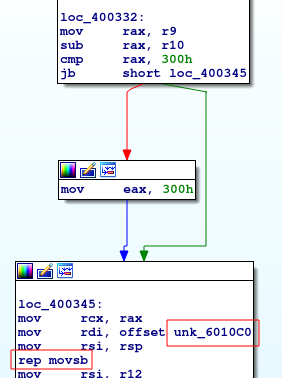 loc_400332:
mov rax, r9
sub rax, r10
cmp rax, 300h
jb short loc_400345
mov eax, 300h
loc_400345:
mov rcx, rax
mov rdi, offset unk_6010C0
mov rsi, rsp
rep movsb
mov rsi, r12